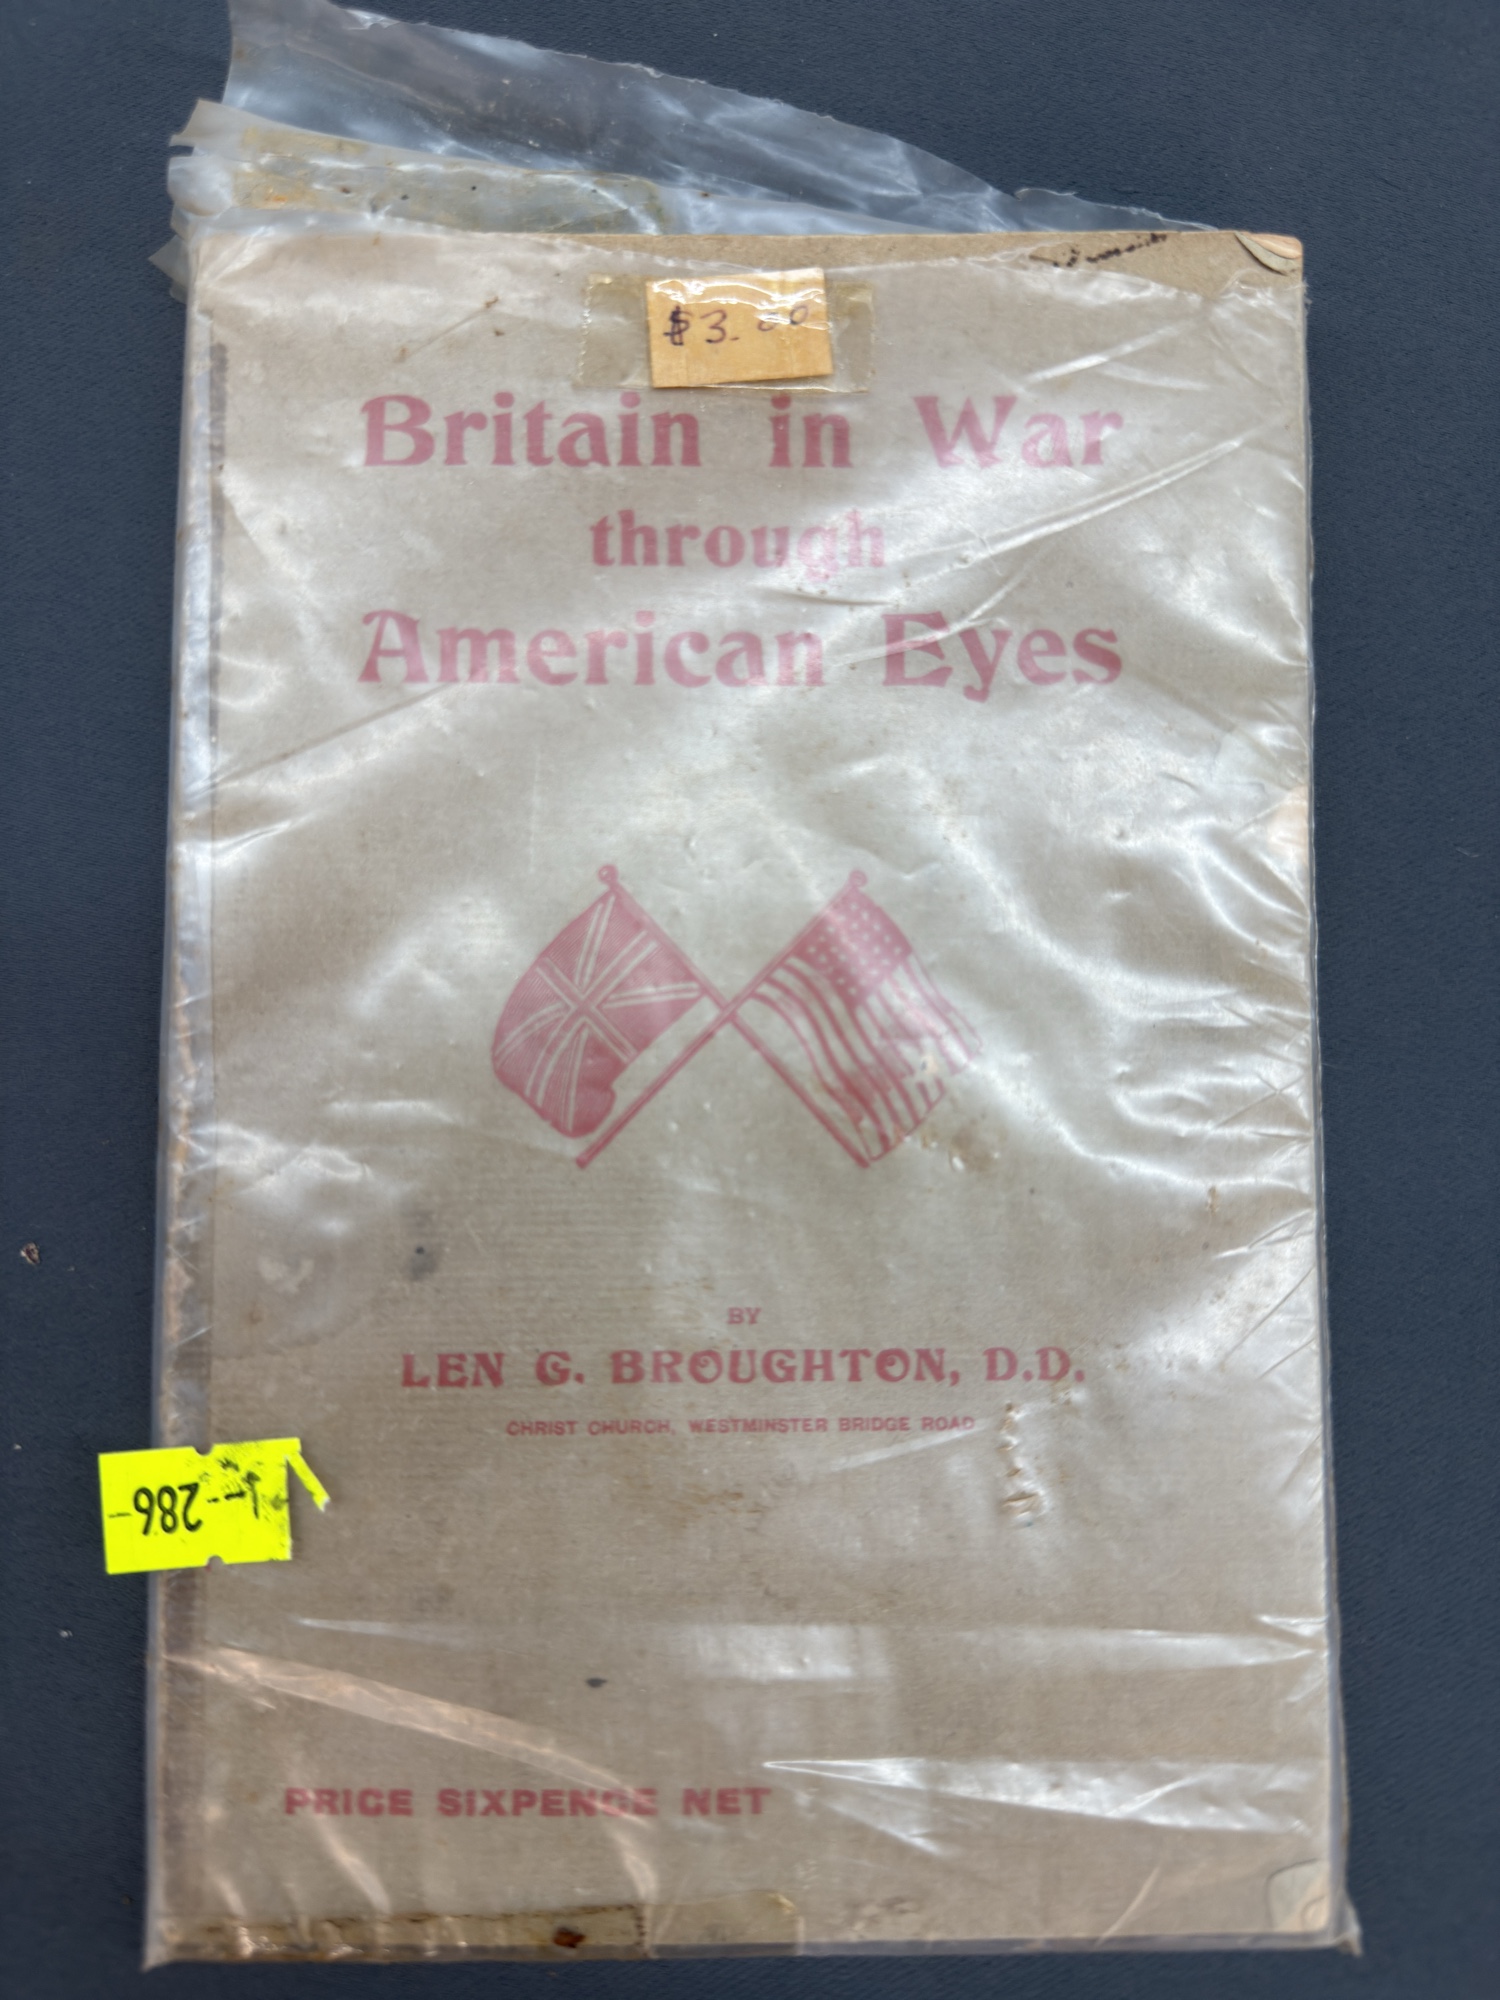 $3.00
Britain in War
through
American Eyes
BY
LEN G. BROUGHTON, D.D.
CHRIST CHURCH, WESTMINSTER BRIDGE ROAD
286
PRICE SIXPENCE NET